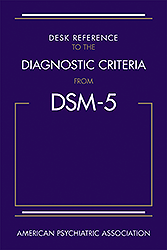 DESK REFERENCE
TO THE
DIAGNOSTIC CRITERIA
FROM
DSM-5
AMERICAN PSYCHIATRIC ASSOCIATION